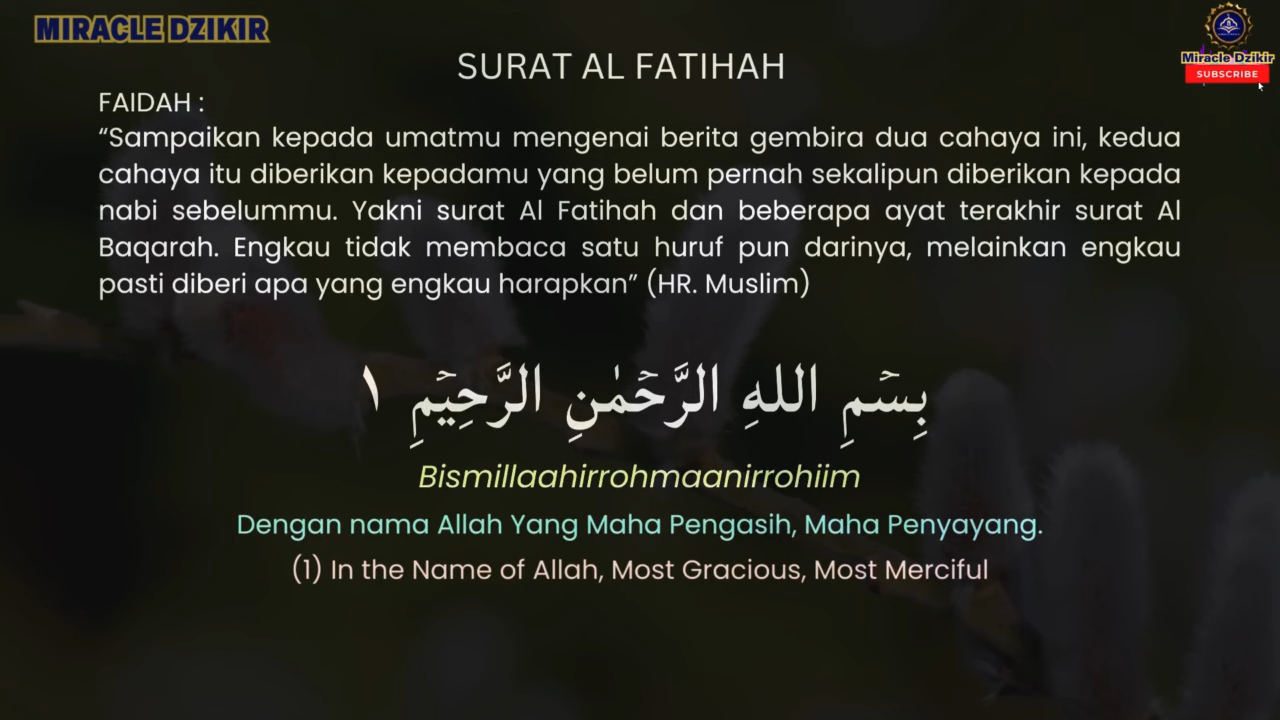 MIRACLE DZIKIR
Miracle Dzikir
SUBSCRIBE
SURAT AL FATIHAH
FAIDAH :
“Sampaikan kepada umatmu mengenai berita gembira dua cahaya ini, kedua
cahaya itu diberikan kepadamu yang belum pernah sekalipun diberikan kepada
nabi sebelummu. Yakni surat Al Fatihah dan beberapa ayat terakhir surat Al
Baqarah. Engkau tidak membaca satu huruf pun darinya, melainkan engkau
pasti diberi apa yang engkau harapkan” (HR. Muslim)
بِسْمِ اللهِ الرَّحْمٰنِ الرَّحِيْمِ ١
Bismillaahirrohmaanirrohiim
Dengan nama Allah Yang Maha Pengasih, Maha Penyayang.
(1) In the Name of Allah, Most Gracious, Most Merciful